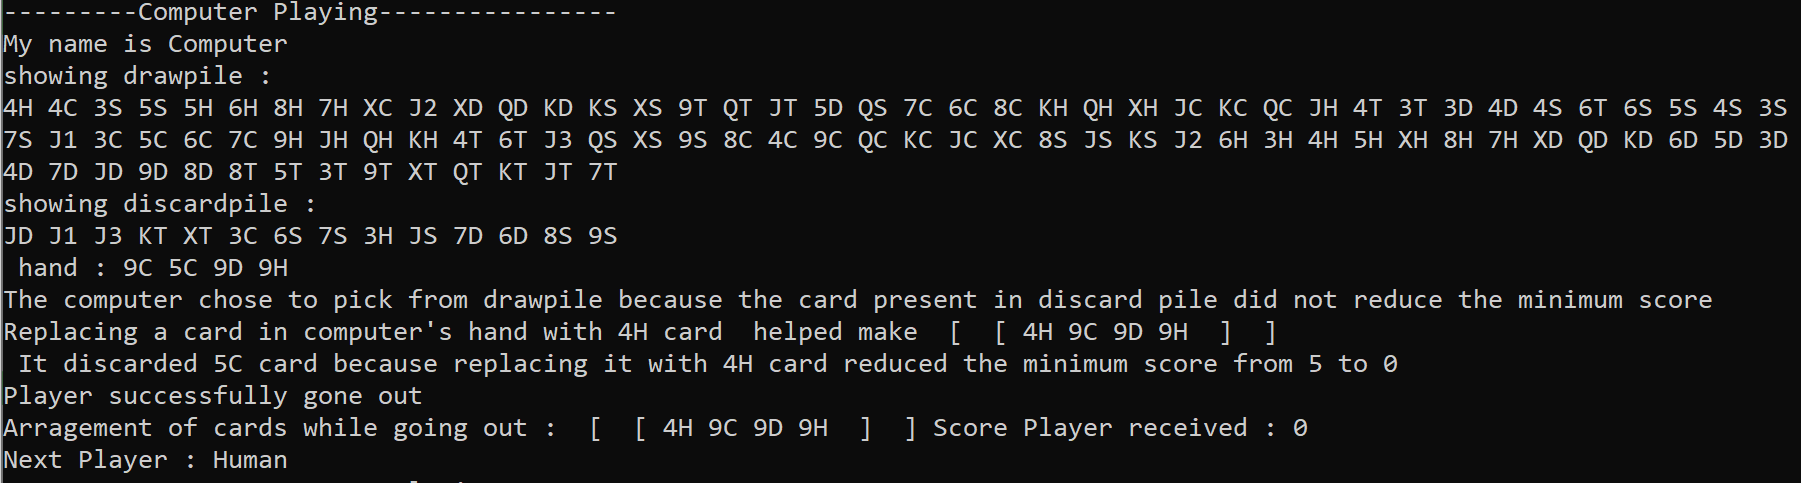 ---------Computer Playing----------------
My name is Computer
showing drawpile :
4H 4C 3S 5S 5H 6H 8H 7H XC J2 XD QD KD KS XS 9T QT JT 5D QS 7C 6C 8C KH QH XH JC KC QC JH 4T 3T 3D 4D 4S 6T 6S 5S 4S 3S
7S J1 3C 5C 6C 7C 9H JH QH KH 4T 6T J3 QS XS 9S 8C 4C 9C QC KC JC XC 8S JS KS J2 6H 3H 4H 5H XH 8H 7H XD QD KD 6D 5D 3D
4D 7D JD 9D 8D 8T 5T 3T 9T XT QT KT JT 7T
showing discardpile :
JD J1 J3 KT XT 3C 6S 7S 3H JS 7D 6D 8S 9S
 hand : 9C 5C 9D 9H
The computer chose to pick from drawpile because the card present in discard pile did not reduce the minimum score
Replacing a card in computer's hand with 4H card  helped make  [  [ 4H 9C 9D 9H  ]  ]
 It discarded 5C card because replacing it with 4H card reduced the minimum score from 5 to 0
Player successfully gone out
Arragement of cards while going out :  [  [ 4H 9C 9D 9H  ]  ] Score Player received : 0
Next Player : Human